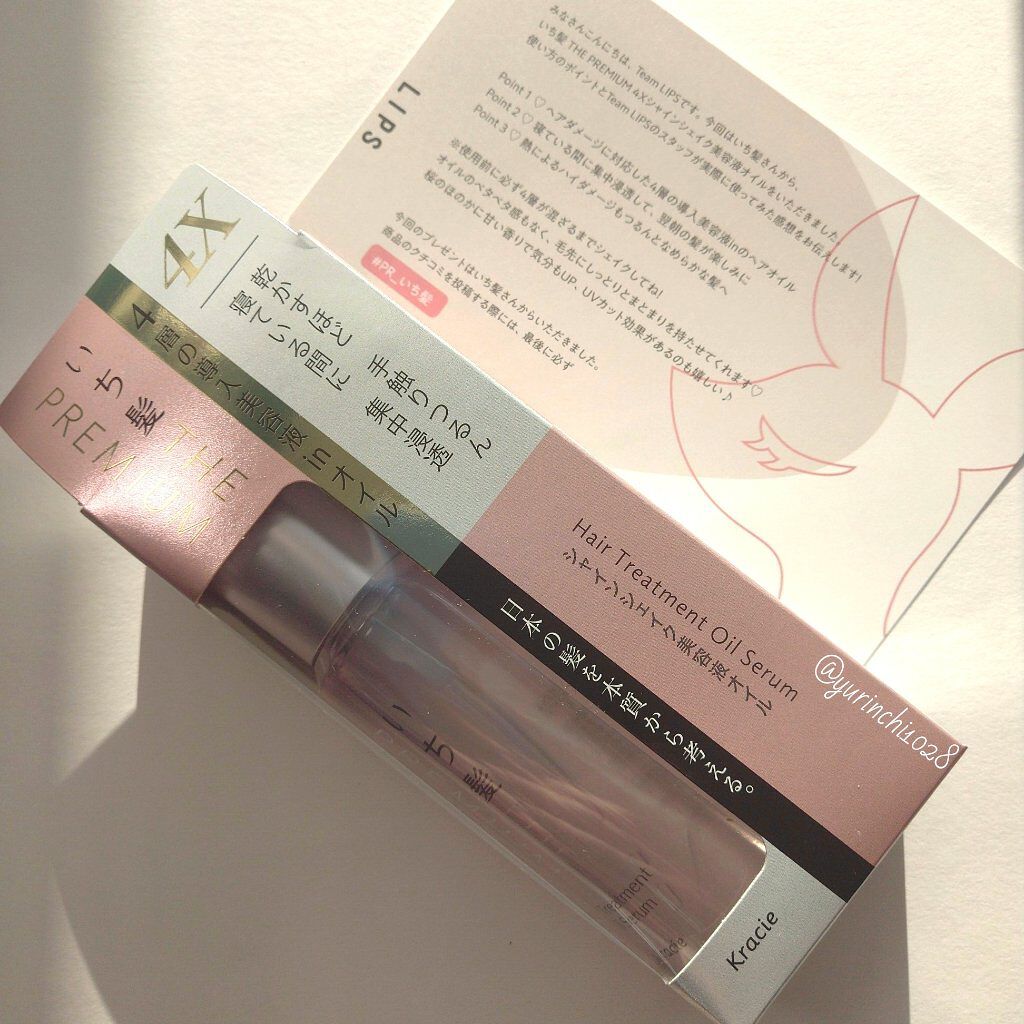 LIPS
みなさんこんにちは、Team LIPSです。今回はいち髪さんから、
いち髪 THE PREMIUM 4Xシャインシェイク美容液オイルをいただきました。
使い方のポイントとTeam LIPSのスタッフが実際に使ってみた感想をお伝えします!
Point 1 ♡ ヘアダメージに対応した4層の導入美容液inのヘアオイル
Point 2 ♡ 寝ている間に集中浸透して、翌朝の髪が楽しみに
Point 3 ♡ 熱によるハイダメージもつるんとなめらかな髪へ
※使用前に必ず4層が混ざるまでシェイクしてね!
オイルのベタベタ感もなく、毛先にしっとりとまとまりを持たせてくれます♡
桜のほのかに甘い香りで気分もUP、UVカット効果があるのも嬉しい♪
今回のプレゼントはいち髪さんからいただきました。
商品のクチコミを投稿する際には、最後に必ず
#PR_いち髪
4X
乾かすほど 手触りつるん
寝ている間に 集中浸透
4層の導入美容液inオイル
いち髪
THE
PREMIUM
Hair Treatment Oil Serum
シャインシェイク美容液オイル
日本の髪を本質から考える。
いち髪
eatment
Serum
racie
Kracie
@yurinchi1028